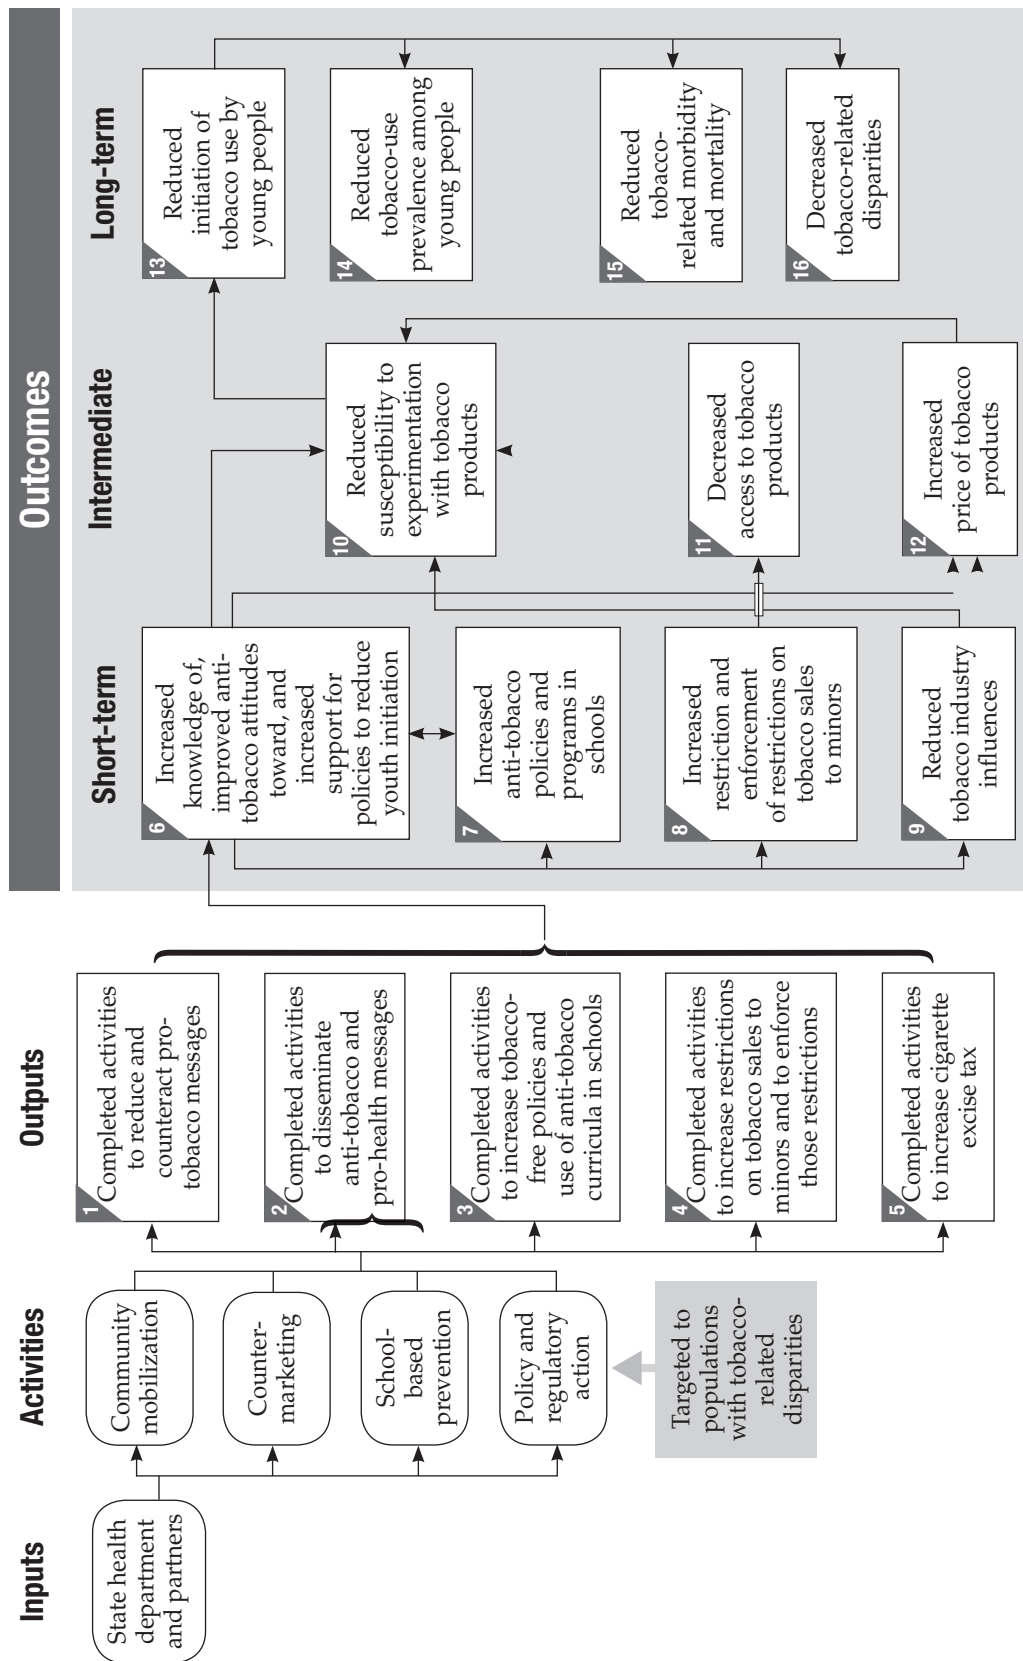 Outcomes
Inputs
Activities
Outputs
Short-term
Intermediate
Long-term
State health
department
and partners
Community
mobilization
Counter-
marketing
School-
based
prevention
Policy and
regulatory
action
Targeted to
populations
with tobacco-
related
disparities
1
Completed activities
to reduce and
counteract pro-
tobacco messages
2
Completed activities
to disseminate
anti-tobacco and
pro-health messages
3
Completed activities
to increase tobacco-
free policies and
use of anti-tobacco
curricula in schools
4
Completed activities
to increase restrictions
on tobacco sales to
minors and to enforce
those restrictions
5
Completed activities
to increase cigarette
excise tax
6
Increased
knowledge of,
improved anti-
tobacco attitudes
toward, and
increased
support for
policies to reduce
youth initiation
7
Increased
anti-tobacco
policies and
programs in
schools
8
Increased
restriction and
enforcement
of restrictions on
tobacco sales
to minors
9
Reduced
tobacco industry
influences
10
Reduced
susceptibility to
experimentation
with tobacco
products
11
Decreased
access to tobacco
products
12
Increased
price of tobacco
products
13
Reduced
initiation of
tobacco use by
young people
14
Reduced
tobacco-use
prevalence among
young people
15
Reduced
tobacco-
related morbidity
and mortality
16
Decreased
tobacco-related
disparities